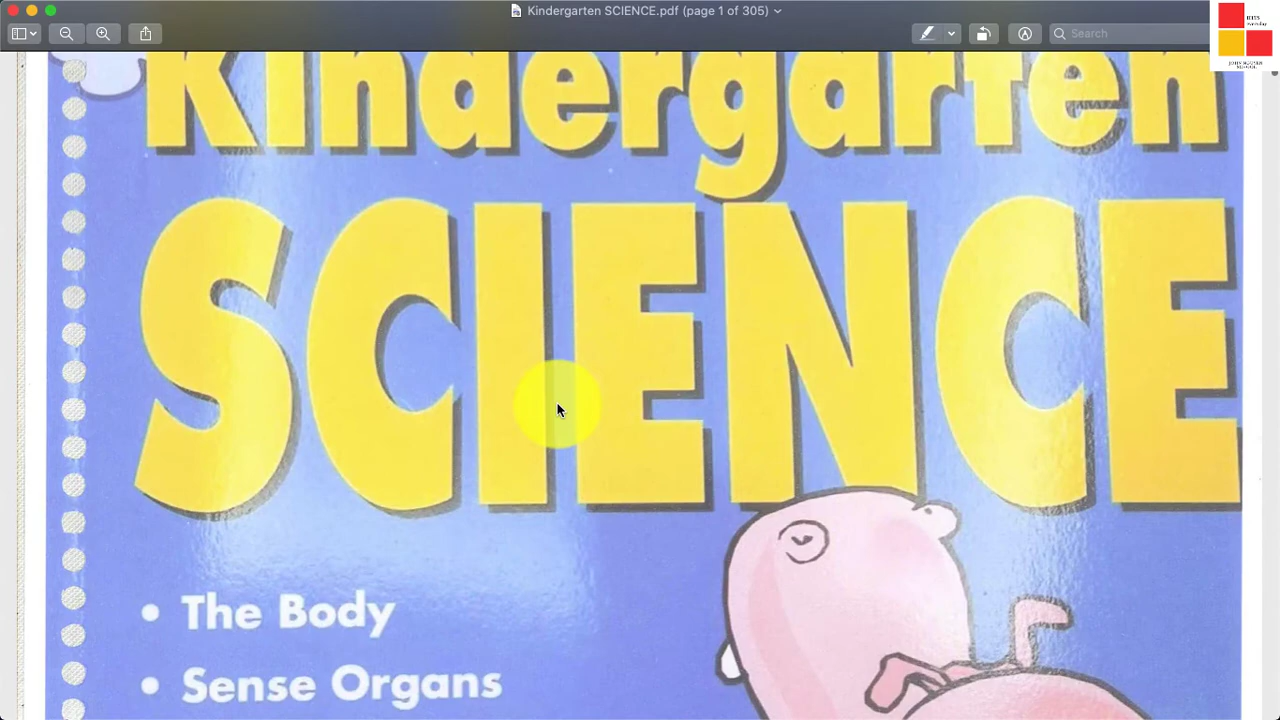 Kindergarten SCIENCE.pdf (page 1 of 305)
Search
Kindergarten
SCIENCE
• The Body
• Sense Organs